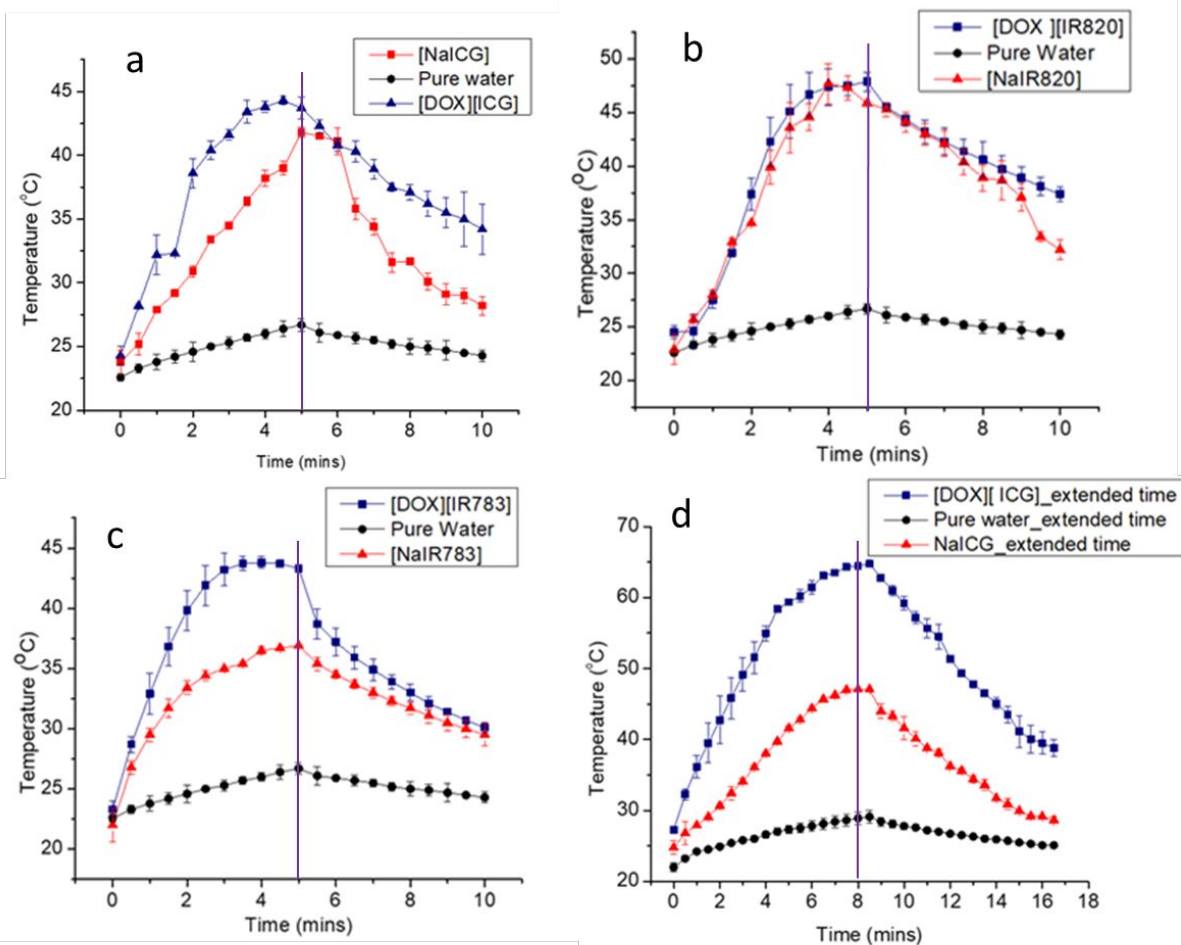 a
[NaICG]
Pure water
[DOX][ICG]
Temperature (°C)
45
40
35
30
25
20
0 2 4 6 8 10
Time (mins)
b
[DOX ][IR820]
Pure Water
[NaIR820]
Temperature (°C)
50
45
40
35
30
25
20
0 2 4 6 8 10
Time (mins)
c
[DOX][IR783]
Pure Water
[NaIR783]
Temperature (°C)
45
40
35
30
25
20
0 2 4 6 8 10
Time (mins)
d
[DOX][ ICG]_extended time
Pure water_extended time
NaICG_extended time
Temperature (°C)
70
60
50
40
30
20
0 2 4 6 8 10 12 14 16 18
Time (mins)